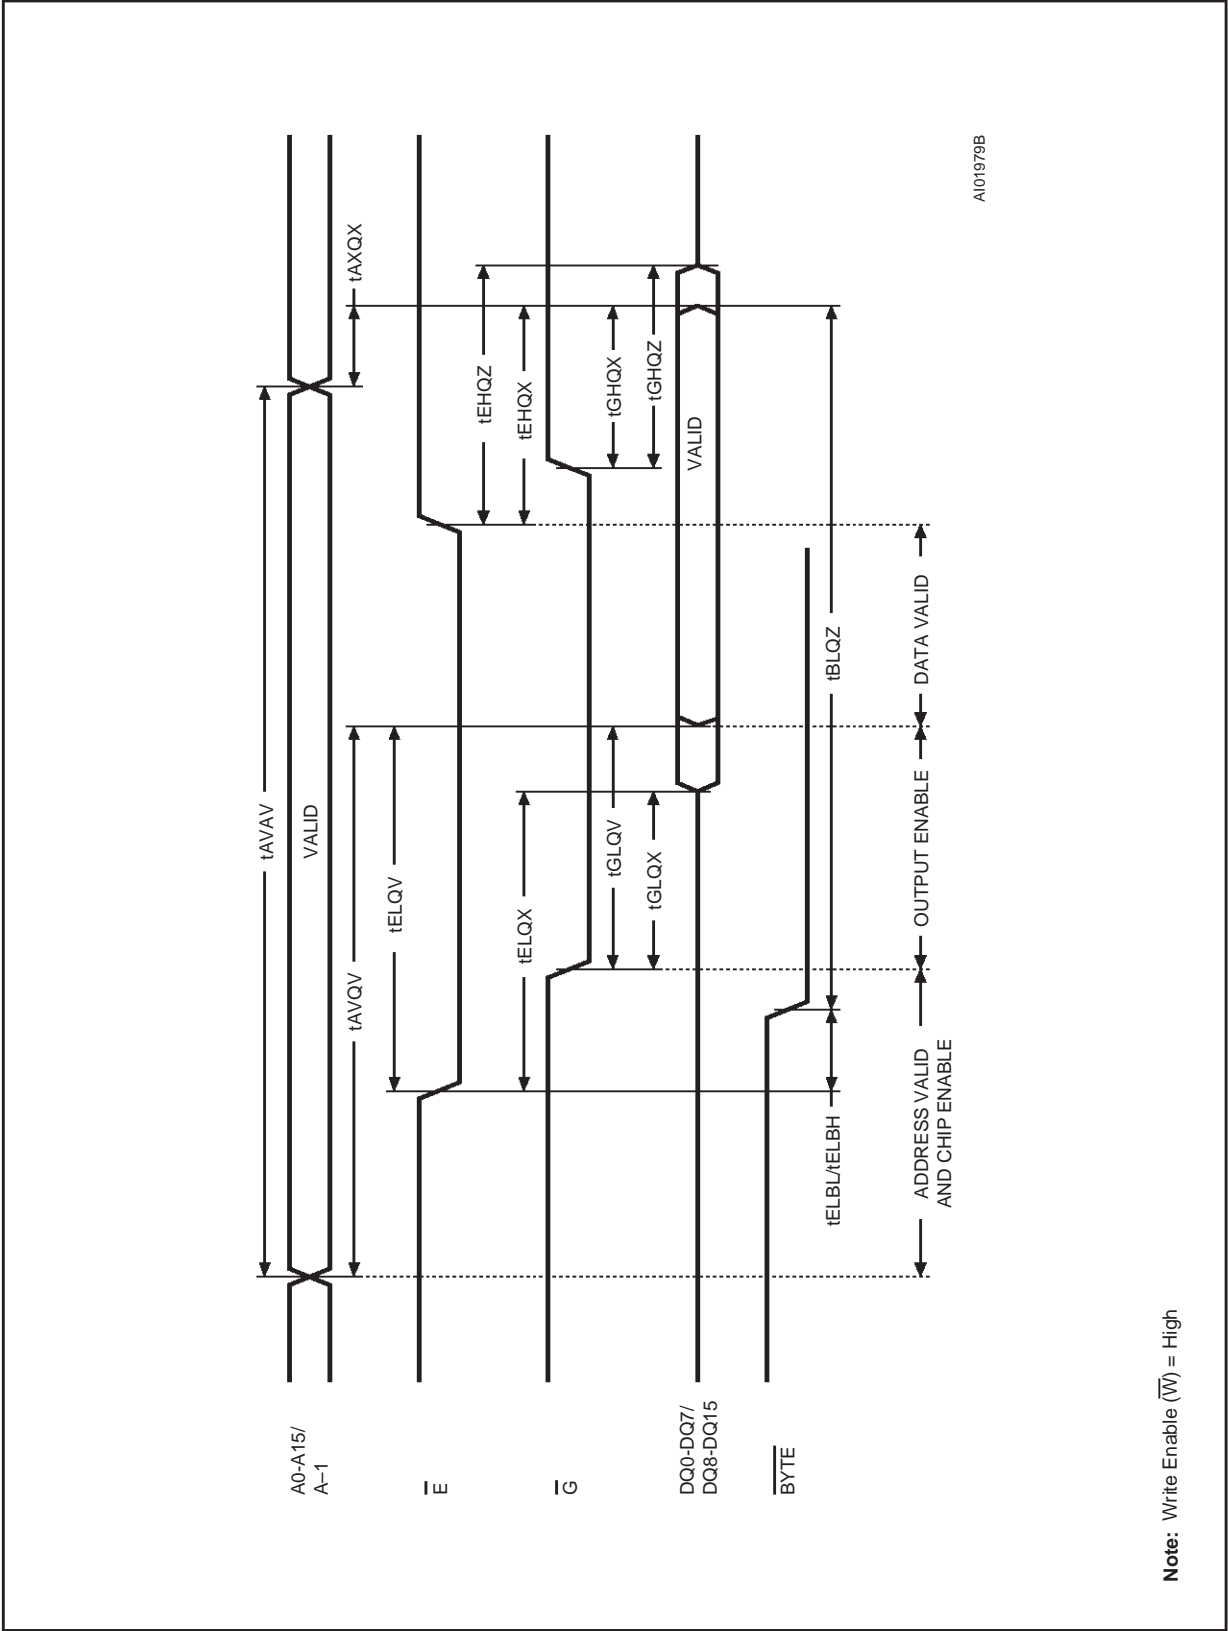 tAVAV
A0-A15/
A–1
VALID
tAVQV
tAXQX
tELQV
E
tEHQZ
tELQX
tEHQX
G
tGLQV
tGHQX
tGLQX
tGHQZ
DQ0-DQ7/
DQ8-DQ15
VALID
BYTE
tELBL/tELBH
tBLQZ
ADDRESS VALID
AND CHIP ENABLE
OUTPUT ENABLE
DATA VALID
AI01979B
Note: Write Enable (W̅) = High